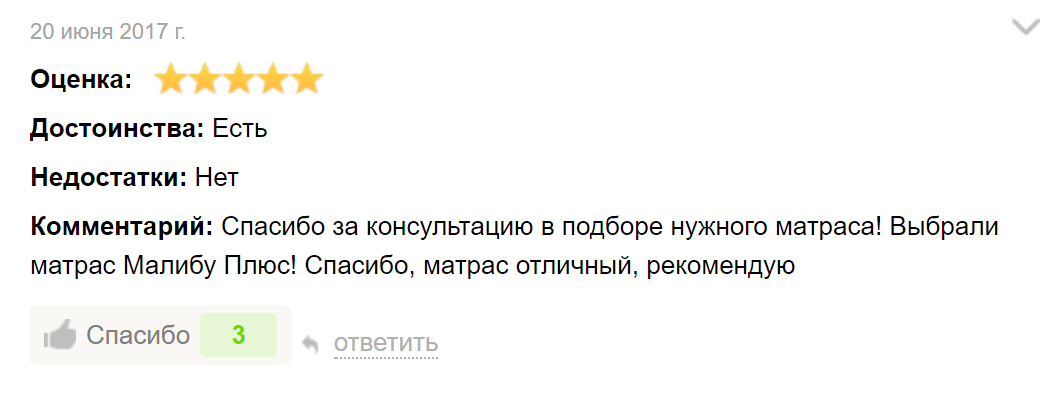 20 июня 2017 г.
Оценка:
Достоинства: Есть
Недостатки: Нет
Комментарий: Спасибо за консультацию в подборе нужного матраса! Выбрали
матрас Малибу Плюс! Спасибо, матрас отличный, рекомендую
Спасибо 3 ответить